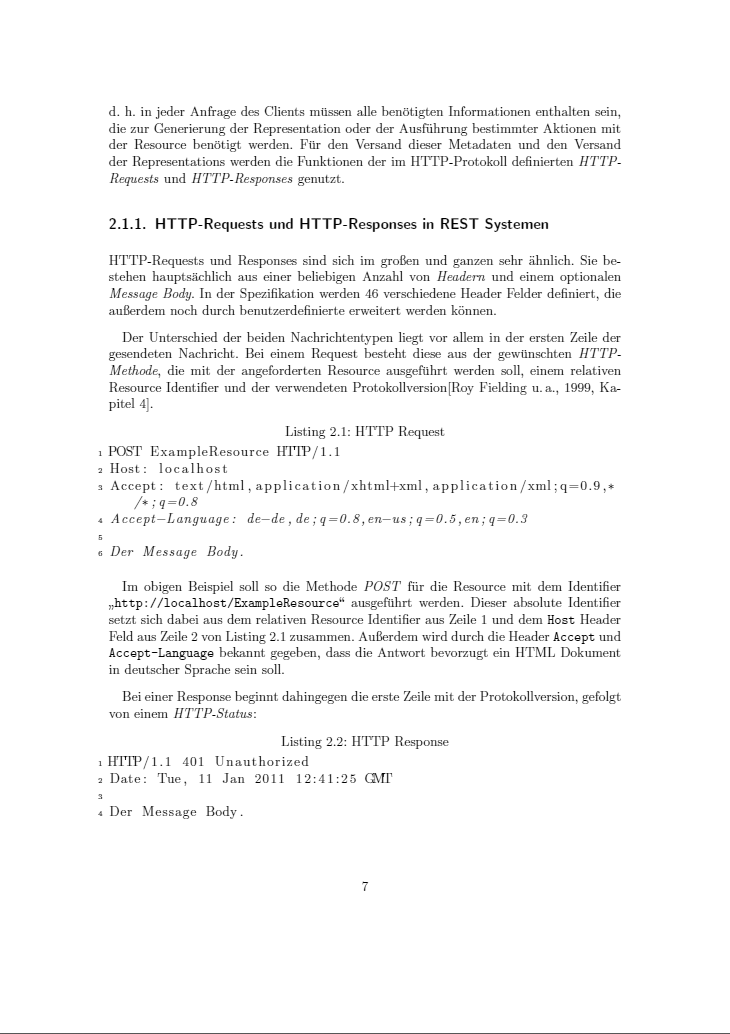 d. h. in jeder Anfrage des Clients müssen alle benötigten Informationen enthalten sein,
die zur Generierung der Representation oder der Ausführung bestimmter Aktionen mit
der Resource benötigt werden. Für den Versand dieser Metadaten und den Versand
der Representations werden die Funktionen der im HTTP-Protokoll definierten HTTP-
Requests und HTTP-Responses genutzt.
2.1.1. HTTP-Requests und HTTP-Responses in REST Systemen
HTTP-Requests und Responses sind sich im großen und ganzen sehr ähnlich. Sie be-
stehen hauptsächlich aus einer beliebigen Anzahl von Headern und einem optionalen
Message Body. In der Spezifikation werden 46 verschiedene Header Felder definiert, die
außerdem noch durch benutzerdefinierte erweitert werden können.
Der Unterschied der beiden Nachrichtentypen liegt vor allem in der ersten Zeile der
gesendeten Nachricht. Bei einem Request besteht diese aus der gewünschten HTTP-
Methode, die mit der angeforderten Resource ausgeführt werden soll, einem relativen
Resource Identifier und der verwendeten Protokollversion[Roy Fielding u. a., 1999, Ka-
pitel 4].
Listing 2.1: HTTP Request
1 POST ExampleResource HTTP/1.1
2 Host: localhost
3 Accept: text/html,application/xhtml+xml,application/xml;q=0.9,*
/*;q=0.8
4 Accept-Language: de-de,de;q=0.8,en-us;q=0.5,en;q=0.3
5
6 Der Message Body.
Im obigen Beispiel soll so die Methode POST für die Resource mit dem Identifier
„http://localhost/ExampleResource“ ausgeführt werden. Dieser absolute Identifier
setzt sich dabei aus dem relativen Resource Identifier aus Zeile 1 und dem Host Header
Feld aus Zeile 2 von Listing 2.1 zusammen. Außerdem wird durch die Header Accept und
Accept-Language bekannt gegeben, dass die Antwort bevorzugt ein HTML Dokument
in deutscher Sprache sein soll.
Bei einer Response beginnt dahingegen die erste Zeile mit der Protokollversion, gefolgt
von einem HTTP-Status:
Listing 2.2: HTTP Response
1 HTTP/1.1 401 Unauthorized
2 Date: Tue, 11 Jan 2011 12:41:25 GMT
3
4 Der Message Body.
7